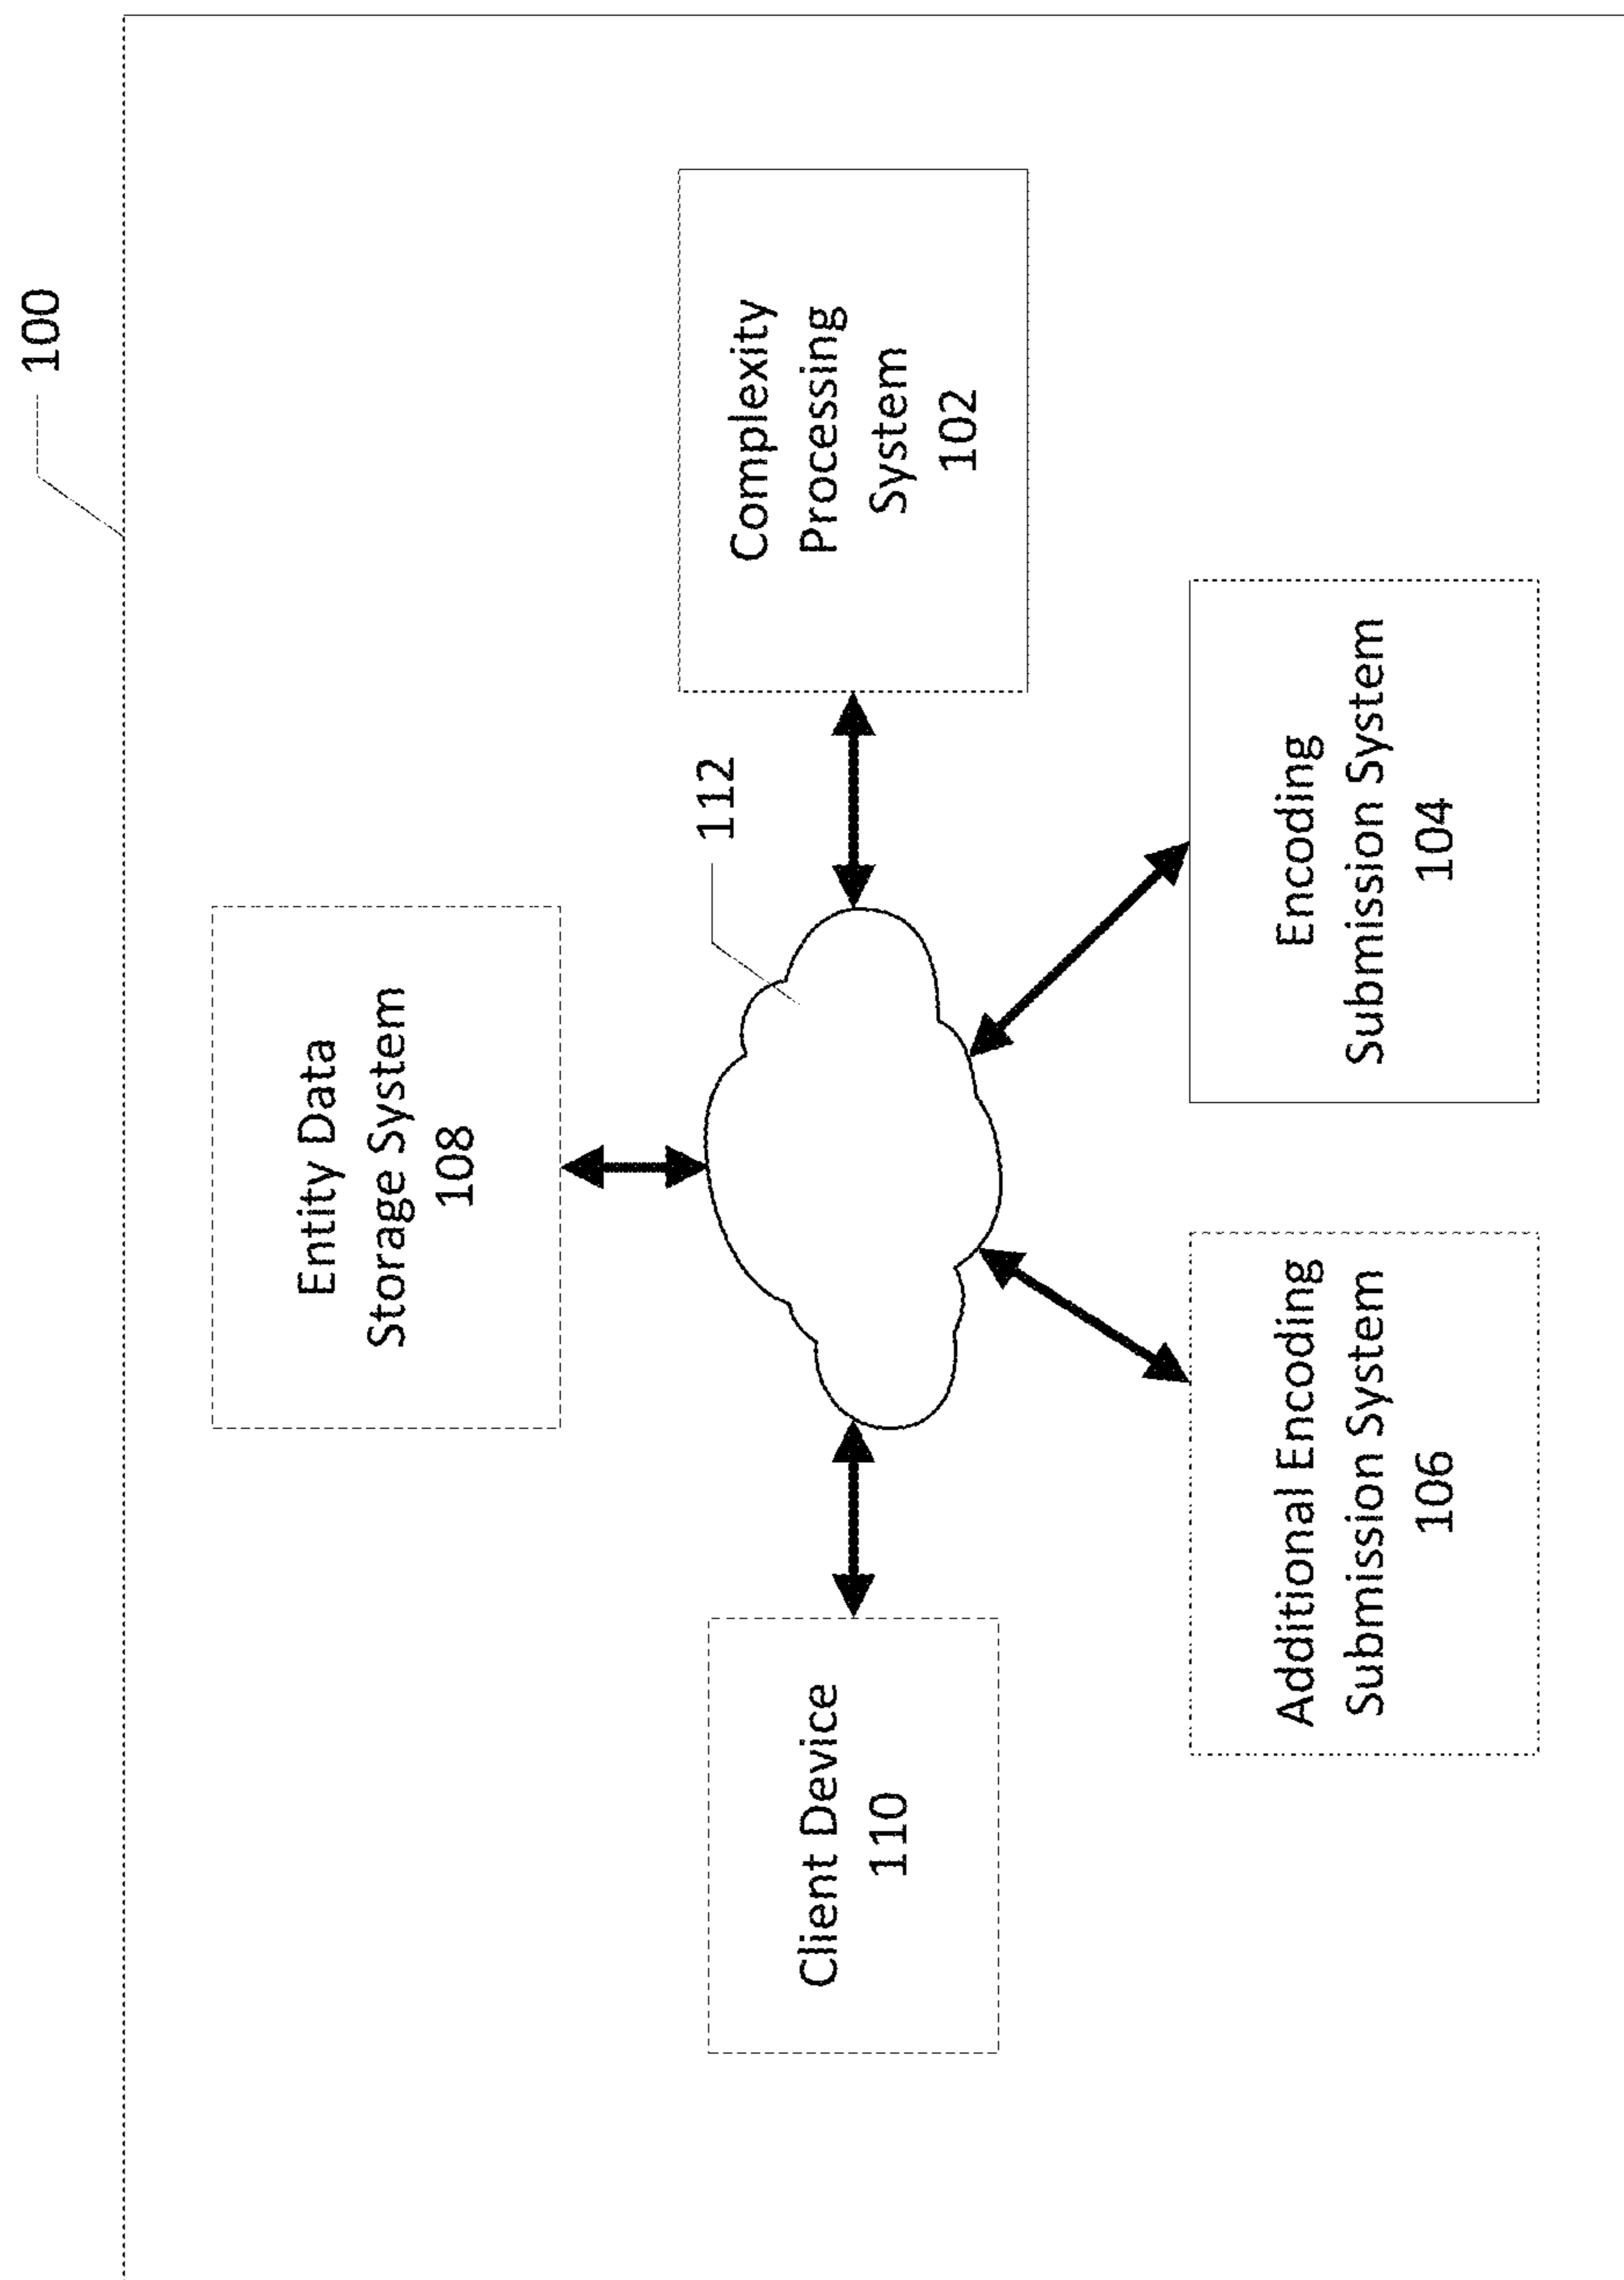 100
Entity Data
Storage System
108
112
Client Device
110
Complexity
Processing
System
102
Additional Encoding
Submission System
106
Encoding
Submission System
104